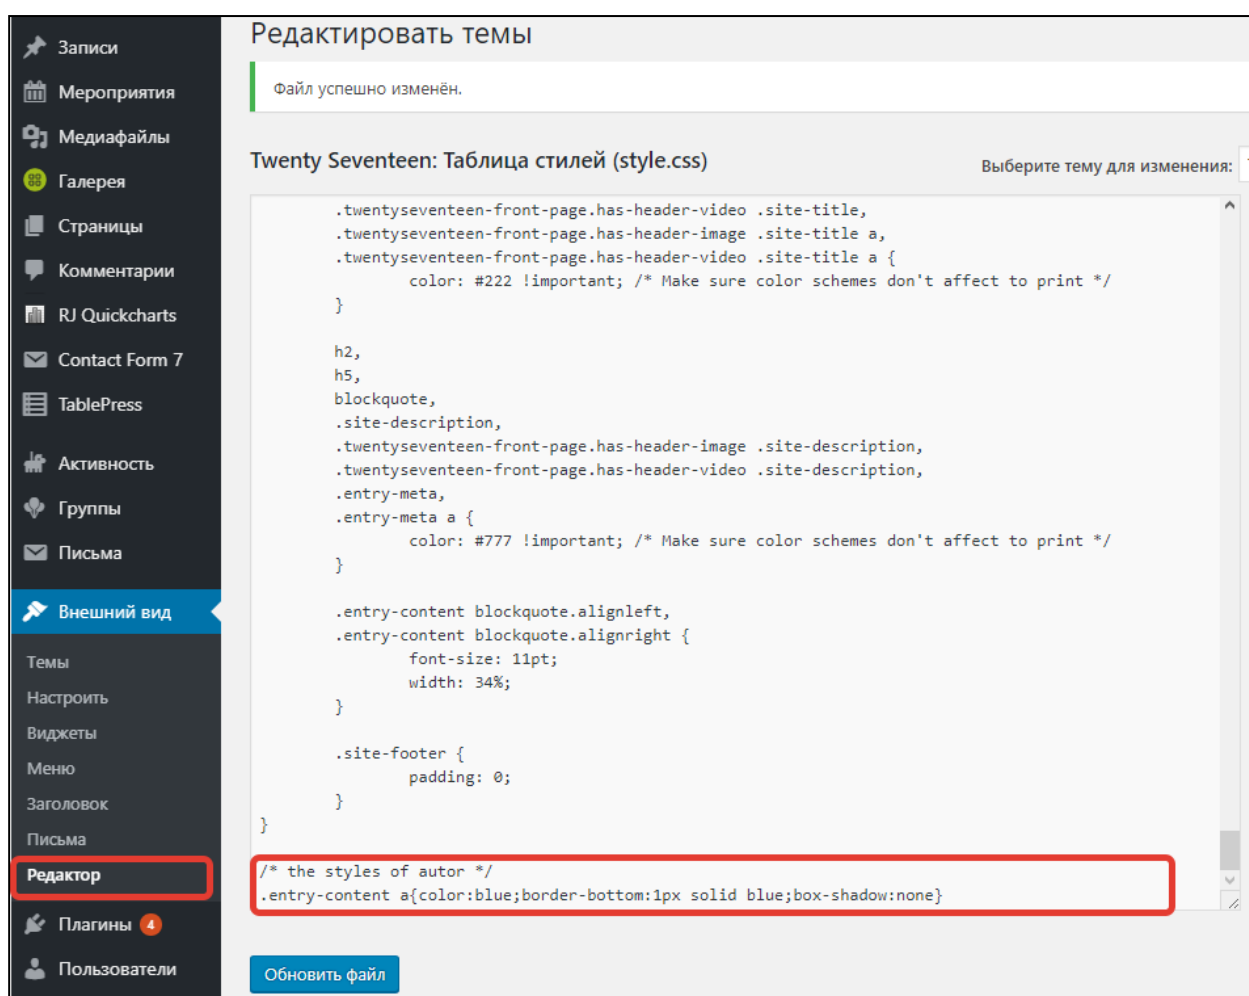 Записи
Мероприятия
Медиафайлы
Галерея
Страницы
Комментарии
RJ Quickcharts
Contact Form 7
TablePress
Активность
Группы
Письма
Внешний вид
Темы
Настроить
Виджеты
Меню
Заголовок
Письма
Редактор
Плагины 4
Пользователи
Редактировать темы
Файл успешно изменён.
Twenty Seventeen: Таблица стилей (style.css)
Выберите тему для изменения:
.twentyseventeen-front-page.has-header-video .site-title,
.twentyseventeen-front-page.has-header-image .site-title a,
.twentyseventeen-front-page.has-header-video .site-title a {
color: #222 !important; /* Make sure color schemes don't affect to print */
}
h2,
h5,
blockquote,
.site-description,
.twentyseventeen-front-page.has-header-image .site-description,
.twentyseventeen-front-page.has-header-video .site-description,
.entry-meta,
.entry-meta a {
color: #777 !important; /* Make sure color schemes don't affect to print */
}
.entry-content blockquote.alignleft,
.entry-content blockquote.alignright {
font-size: 11pt;
width: 34%;
}
.site-footer {
padding: 0;
}
}
/* the styles of autor */
.entry-content a{color:blue;border-bottom:1px solid blue;box-shadow:none}
Обновить файл